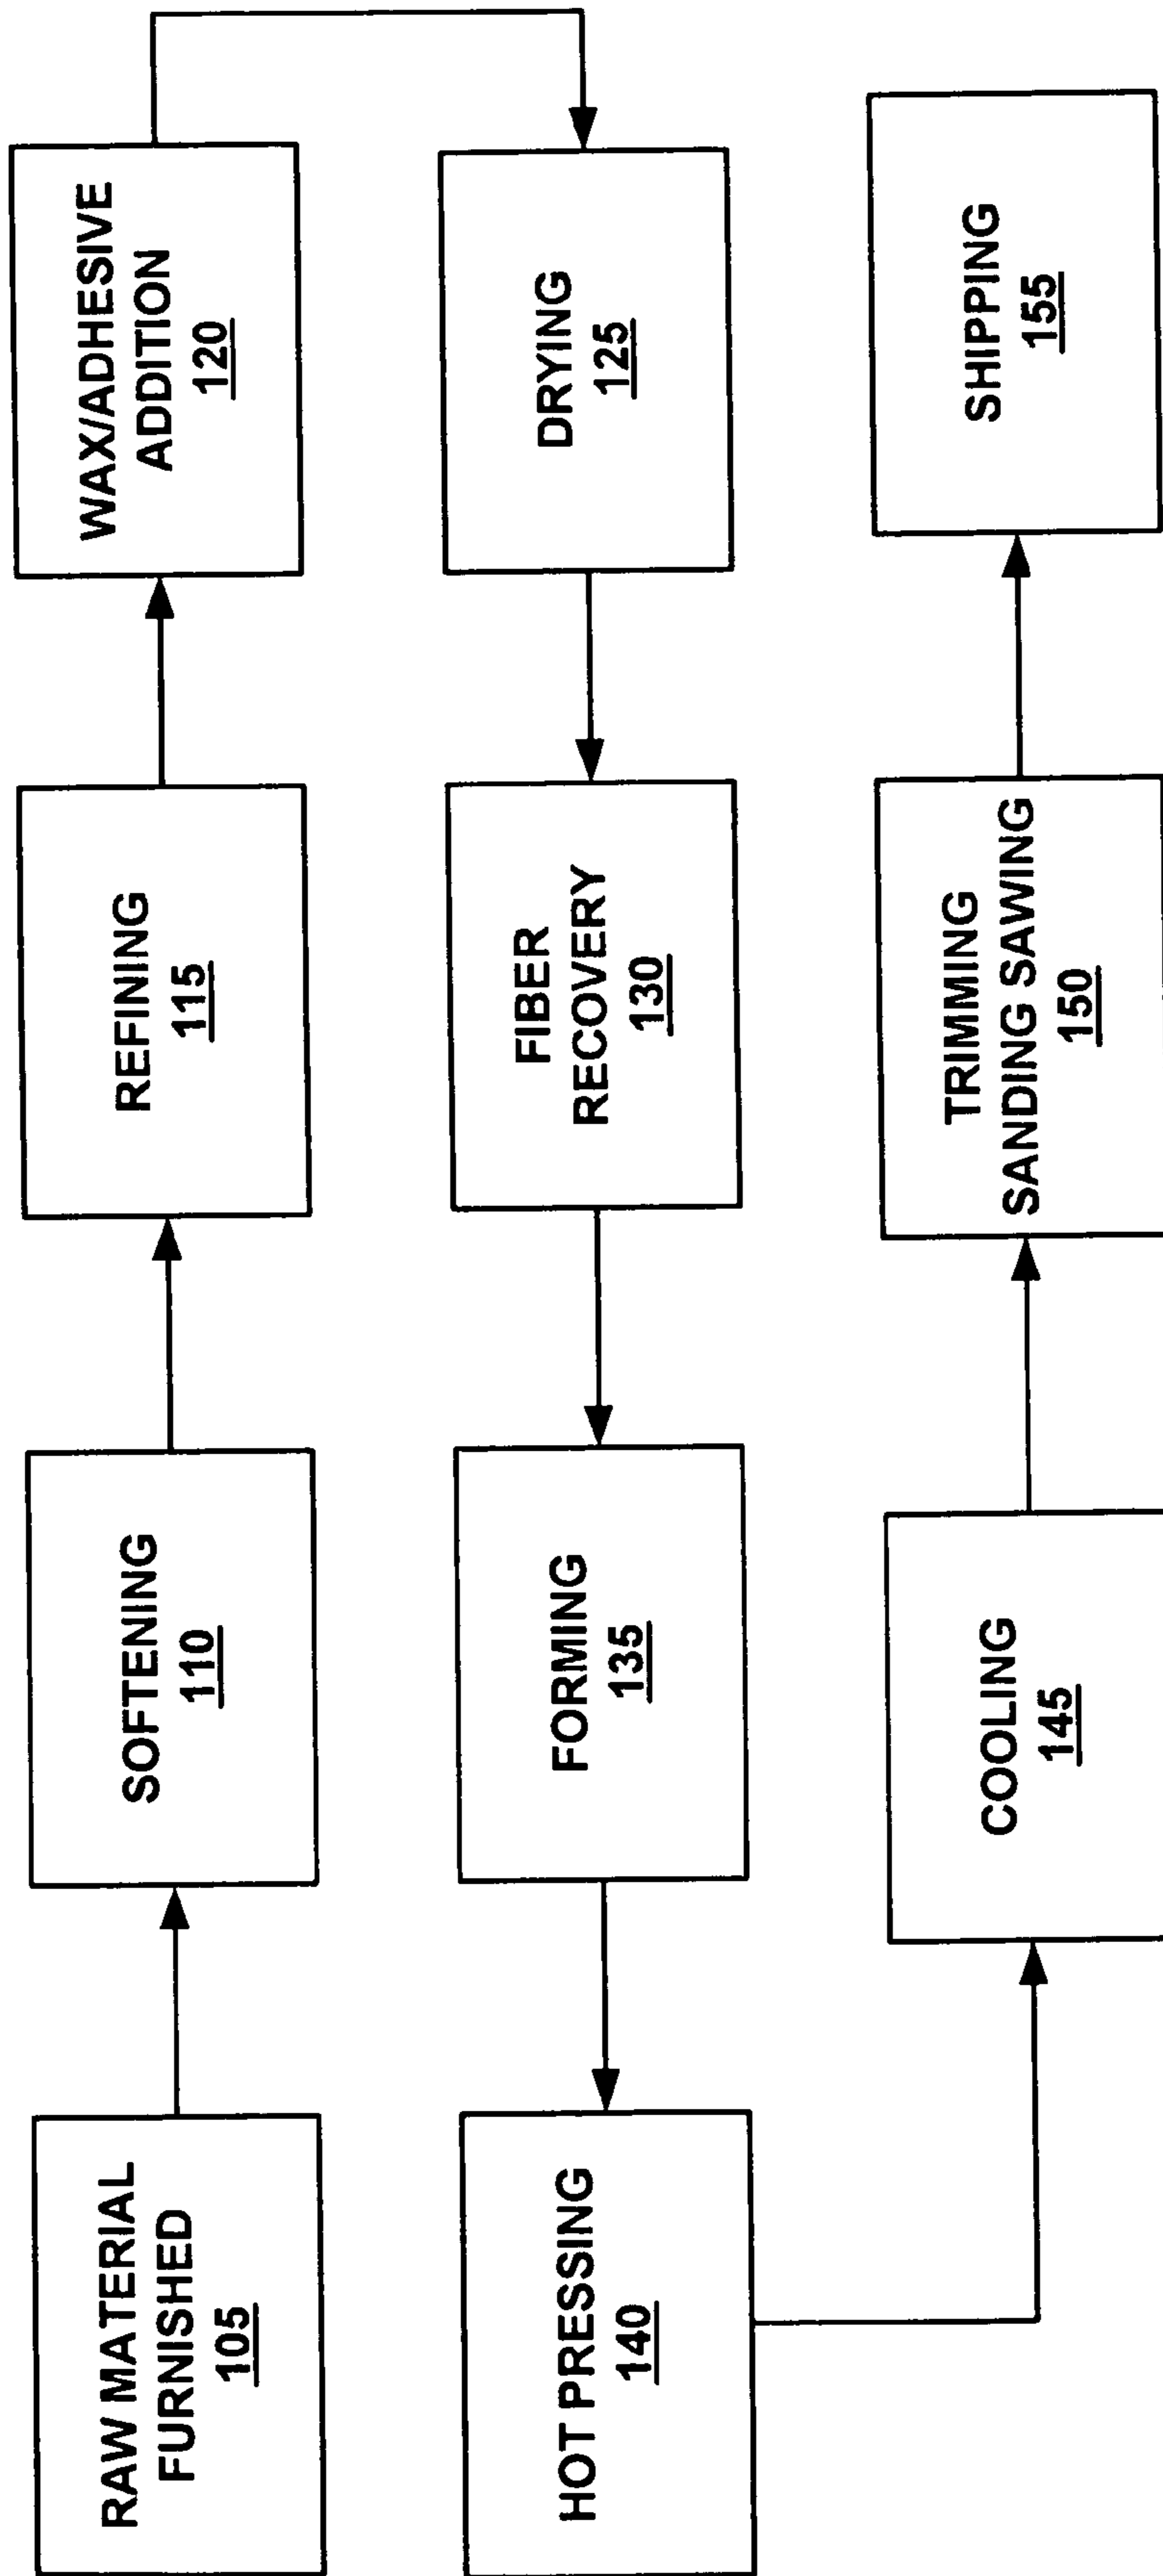 RAW MATERIAL
FURNISHED
105
SOFTENING
110
REFINING
115
WAX/ADHESIVE
ADDITION
120
DRYING
125
FIBER
RECOVERY
130
FORMING
135
HOT PRESSING
140
COOLING
145
TRIMMING
SANDING SAWING
150
SHIPPING
155